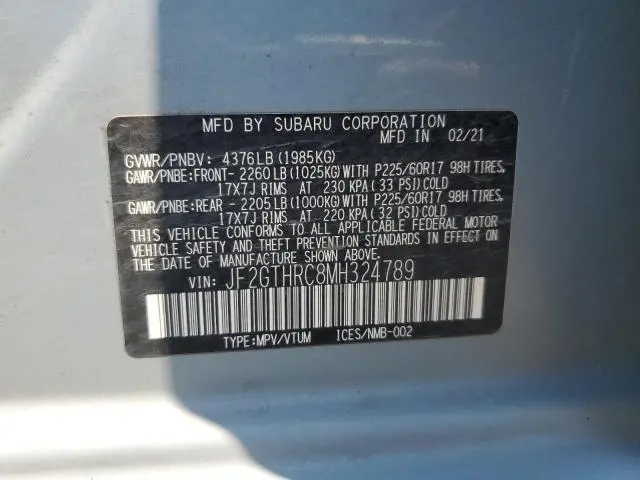 MFD BY SUBARU CORPORATION
MFD IN 02/21
GVWR/PNBV: 4376LB (1985KG)
GAWR/PNBE:FRONT- 2260LB (1025KG)WITH P225/60R17 98H TIRES,
17X7J RIMS AT 230 KPA (33 PSI)COLD
GAWR/PNBE:REAR - 2205LB (1000KG)WITH P225/60R17 98H TIRES,
17X7J RIMS AT 220 KPA (32 PSI)COLD
THIS VEHICLE CONFORMS TO ALL APPLICABLE FEDERAL MOTOR
VEHICLE SAFETY AND THEFT PREVENTION STANDARDS IN EFFECT ON
THE DATE OF MANUFACTURE SHOWN ABOVE.
VIN: JF2GTHRC8MH324789
TYPE:MPV/VTUM ICES/NMB-002